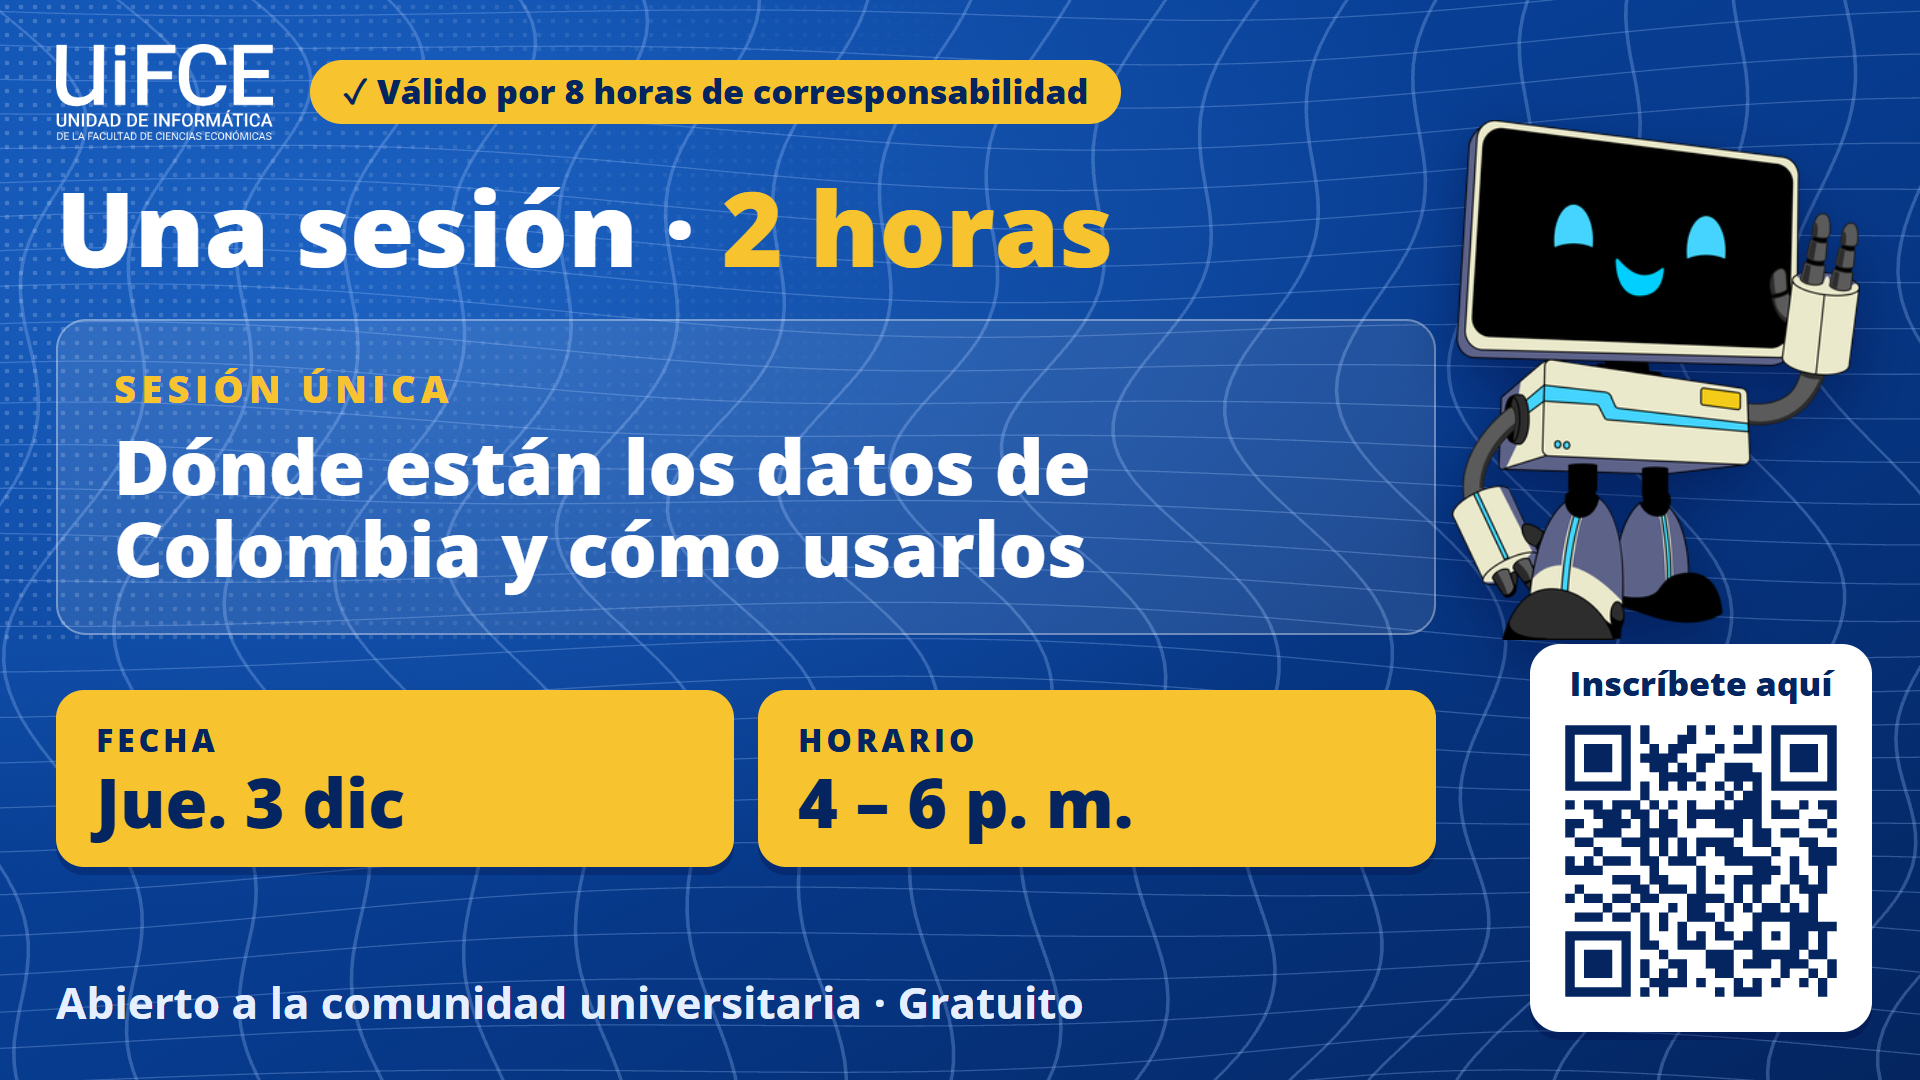 UiFCE
UNIDAD DE INFORMÁTICA
DE LA FACULTAD DE CIENCIAS ECONÓMICAS
✓ Válido por 8 horas de corresponsabilidad
Una sesión · 2 horas
SESIÓN ÚNICA
Dónde están los datos de
Colombia y cómo usarlos
FECHA
Jue. 3 dic
HORARIO
4 – 6 p. m.
Inscríbete aquí
Abierto a la comunidad universitaria · Gratuito